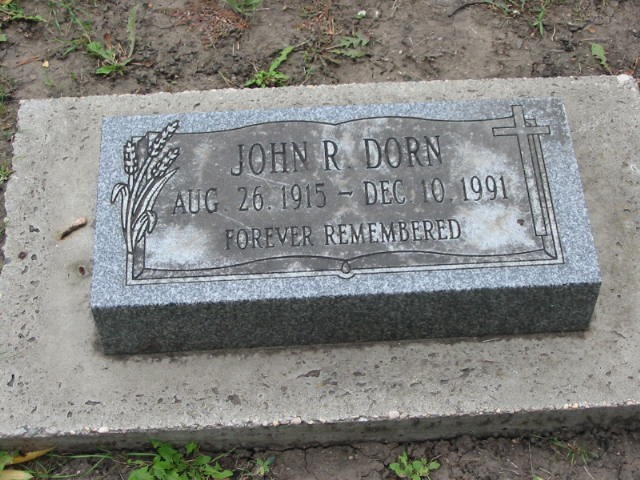 JOHN R. DORN
AUG. 26. 1915 - DEC. 10. 1991
FOREVER REMEMBERED